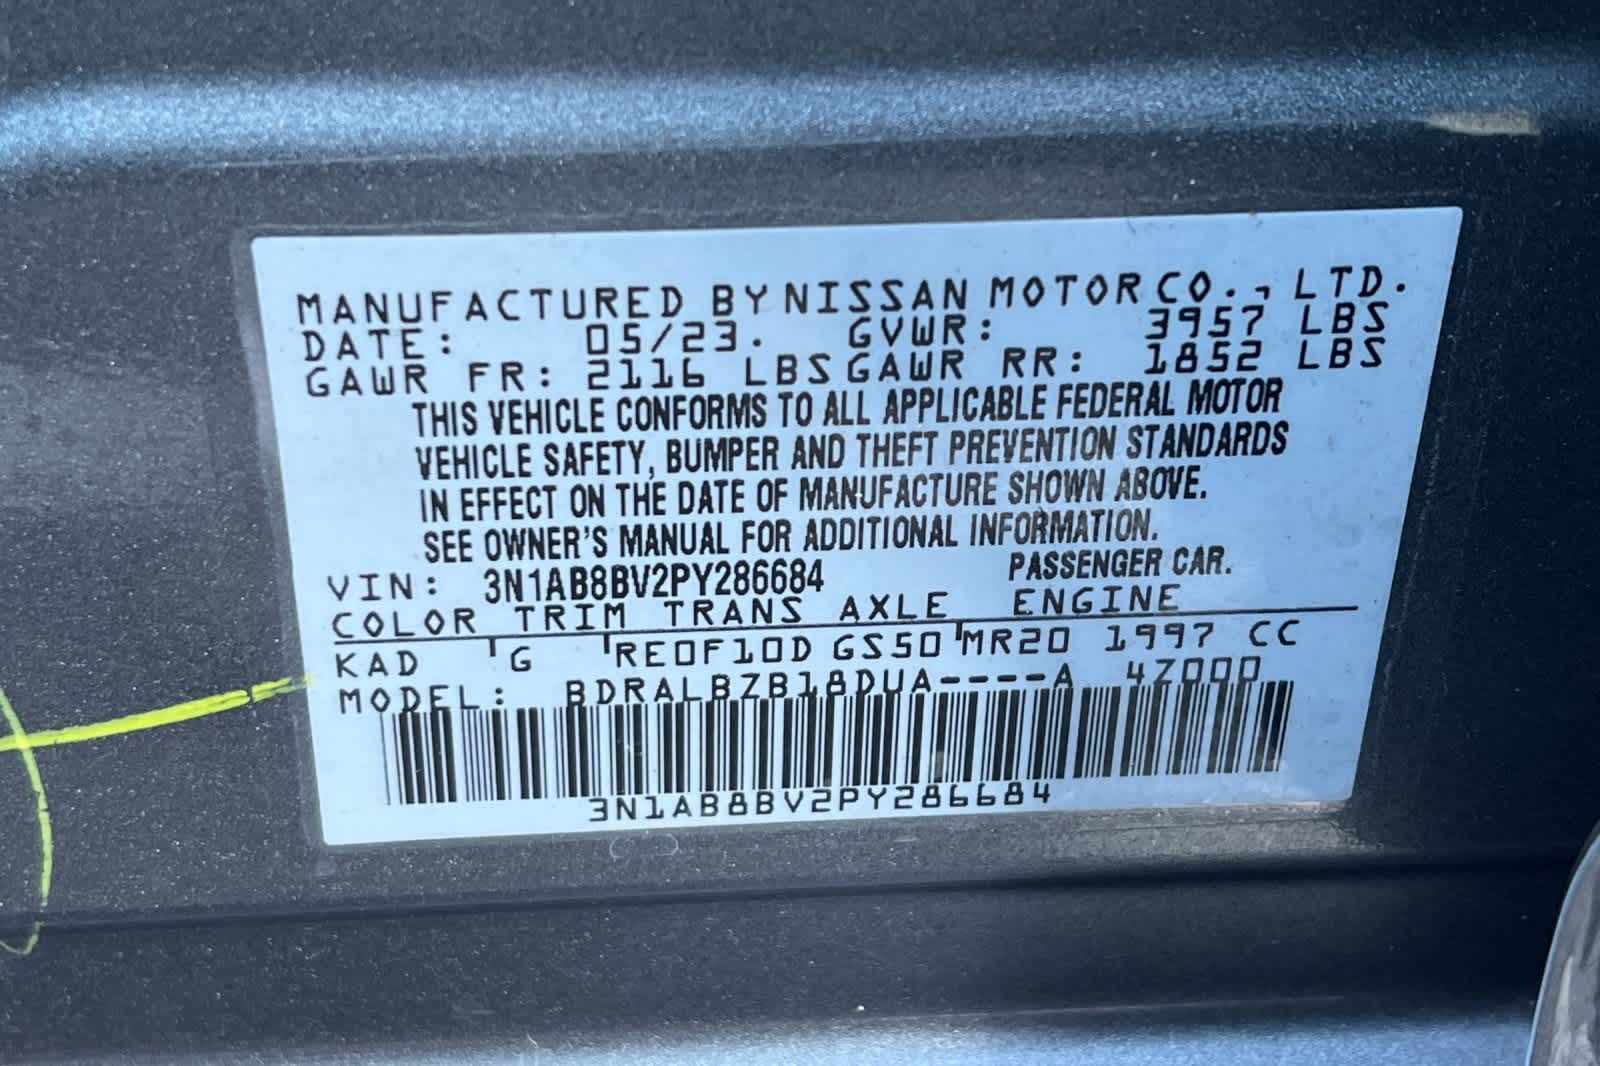 MANUFACTURED BY NISSAN MOTOR CO., LTD.
DATE: 05/23. GVWR: 3957 LBS
GAWR FR: 2116 LBS GAWR RR: 1852 LBS
THIS VEHICLE CONFORMS TO ALL APPLICABLE FEDERAL MOTOR
VEHICLE SAFETY, BUMPER AND THEFT PREVENTION STANDARDS
IN EFFECT ON THE DATE OF MANUFACTURE SHOWN ABOVE.
SEE OWNER'S MANUAL FOR ADDITIONAL INFORMATION.
VIN: 3N1AB8BV2PY286684 PASSENGER CAR.
COLOR TRIM TRANS AXLE ENGINE
KAD G RE0F10D GS50 MR20 1997 CC
MODEL: BDRALBZB18DUA----A 4Z000
3N1AB8BV2PY286684